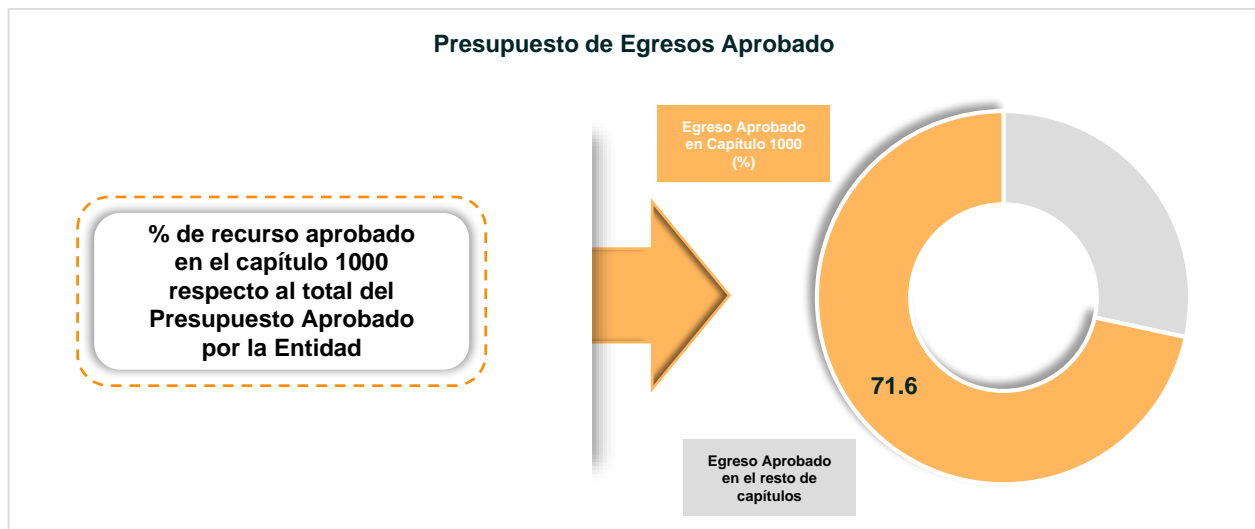 Presupuesto de Egresos Aprobado
% de recurso aprobado
en el capítulo 1000
respecto al total del
Presupuesto Aprobado
por la Entidad
Egreso Aprobado
en Capítulo 1000
(%)
71.6
Egreso Aprobado
en el resto de
capítulos